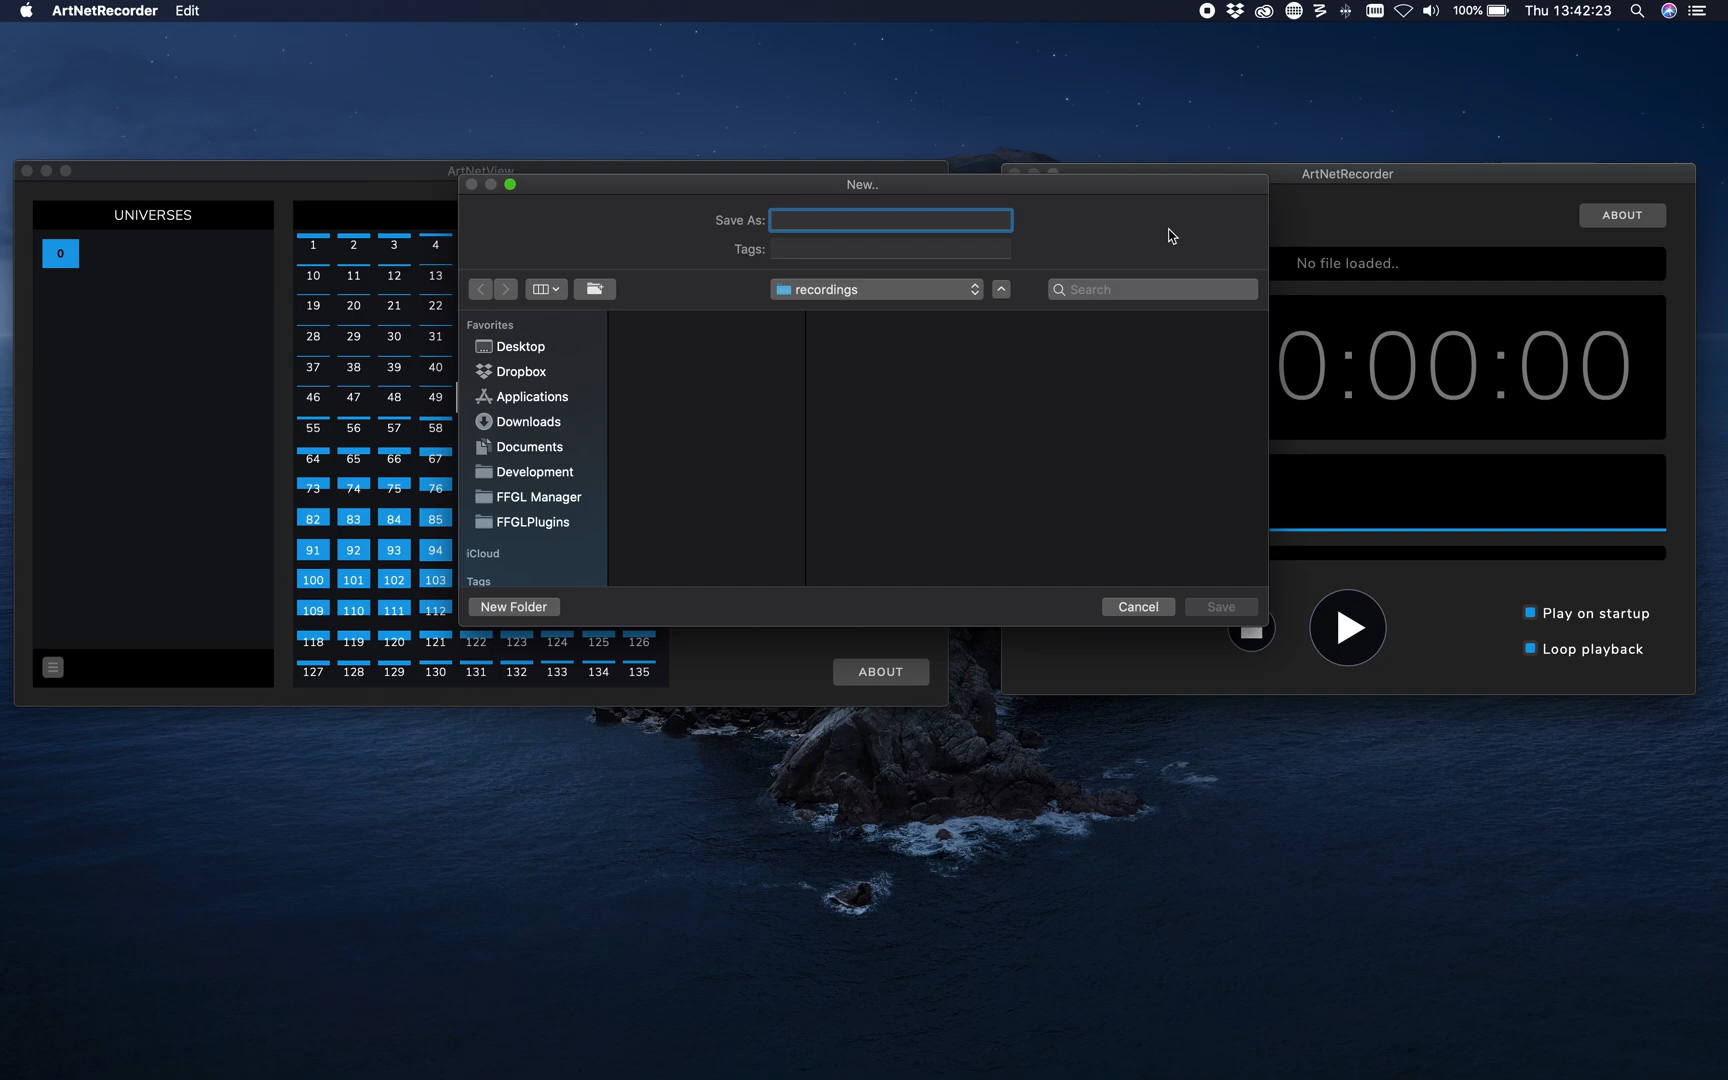 ArtNetRecorder Edit 100% Thu 13:42:23
ArtNetView
UNIVERSES
0
1 2 3 4
10 11 12 13
19 20 21 22
28 29 30 31
37 38 39 40
46 47 48 49
55 56 57 58
64 65 66 67
73 74 75 76
82 83 84 85
91 92 93 94
100 101 102 103
109 110 111 112
118 119 120 121 122 123 124 125 126
127 128 129 130 131 132 133 134 135
ABOUT
New..
Save As:
Tags:
recordings
Search
Favorites
Desktop
Dropbox
Applications
Downloads
Documents
Development
FFGL Manager
FFGLPlugins
iCloud
Tags
New Folder Cancel Save
ArtNetRecorder
ABOUT
No file loaded..
0:00:00
Play on startup
Loop playback